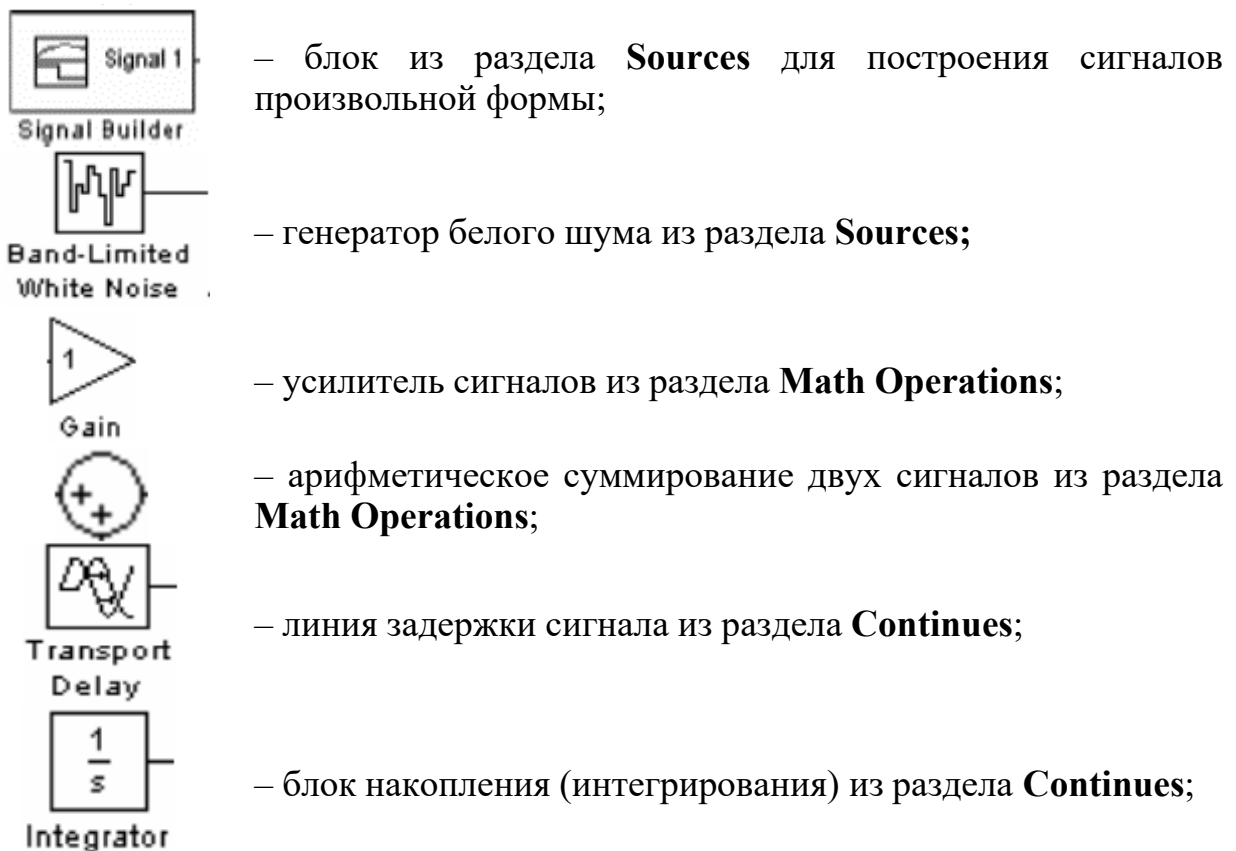 Signal 1
Signal Builder
– блок из раздела Sources для построения сигналов
произвольной формы;
Band-Limited
White Noise
– генератор белого шума из раздела Sources;
1
Gain
– усилитель сигналов из раздела Math Operations;
– арифметическое суммирование двух сигналов из раздела
Math Operations;
Transport
Delay
– линия задержки сигнала из раздела Continues;
1
s
Integrator
– блок накопления (интегрирования) из раздела Continues;